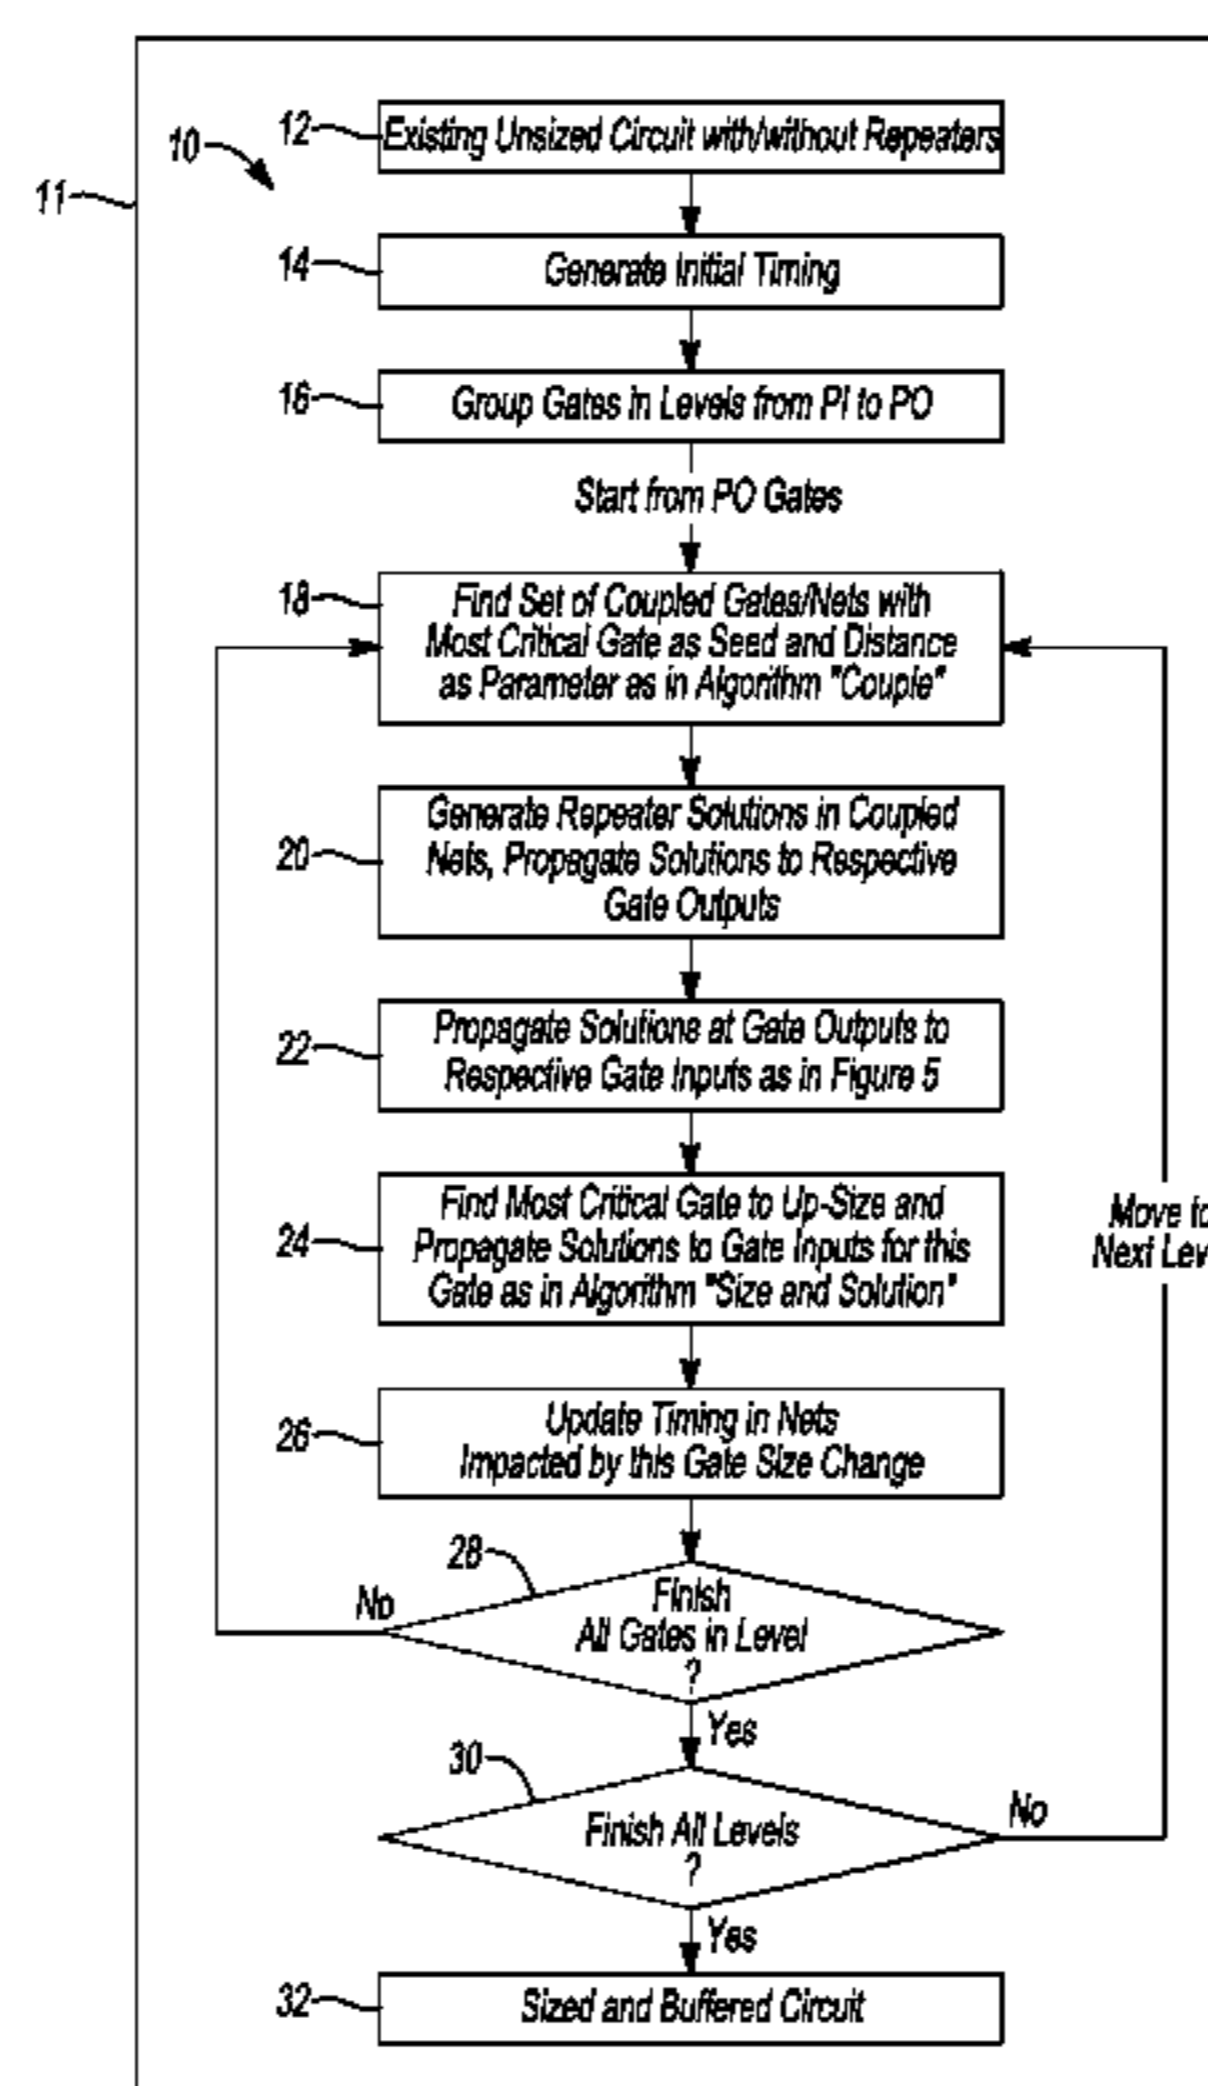 10
11
12
Existing Unsized Circuit with/without Repeaters
14
Generate Initial Timing
16
Group Gates in Levels from PI to PO
Start from PO Gates
18
Find Set of Coupled Gates/Nets with
Most Critical Gate as Seed and Distance
as Parameter as in Algorithm "Couple"
20
Generate Repeater Solutions in Coupled
Nets, Propagate Solutions to Respective
Gate Outputs
22
Propagate Solutions at Gate Outputs to
Respective Gate Inputs as in Figure 5
24
Find Most Critical Gate to Up-Size and
Propagate Solutions to Gate Inputs for this
Gate as in Algorithm "Size and Solution"
Move to
Next Lev
26
Update Timing in Nets
Impacted by this Gate Size Change
28
No
Finish
All Gates in Level
?
Yes
30
No
Finish All Levels
?
Yes
32
Sized and Buffered Circuit